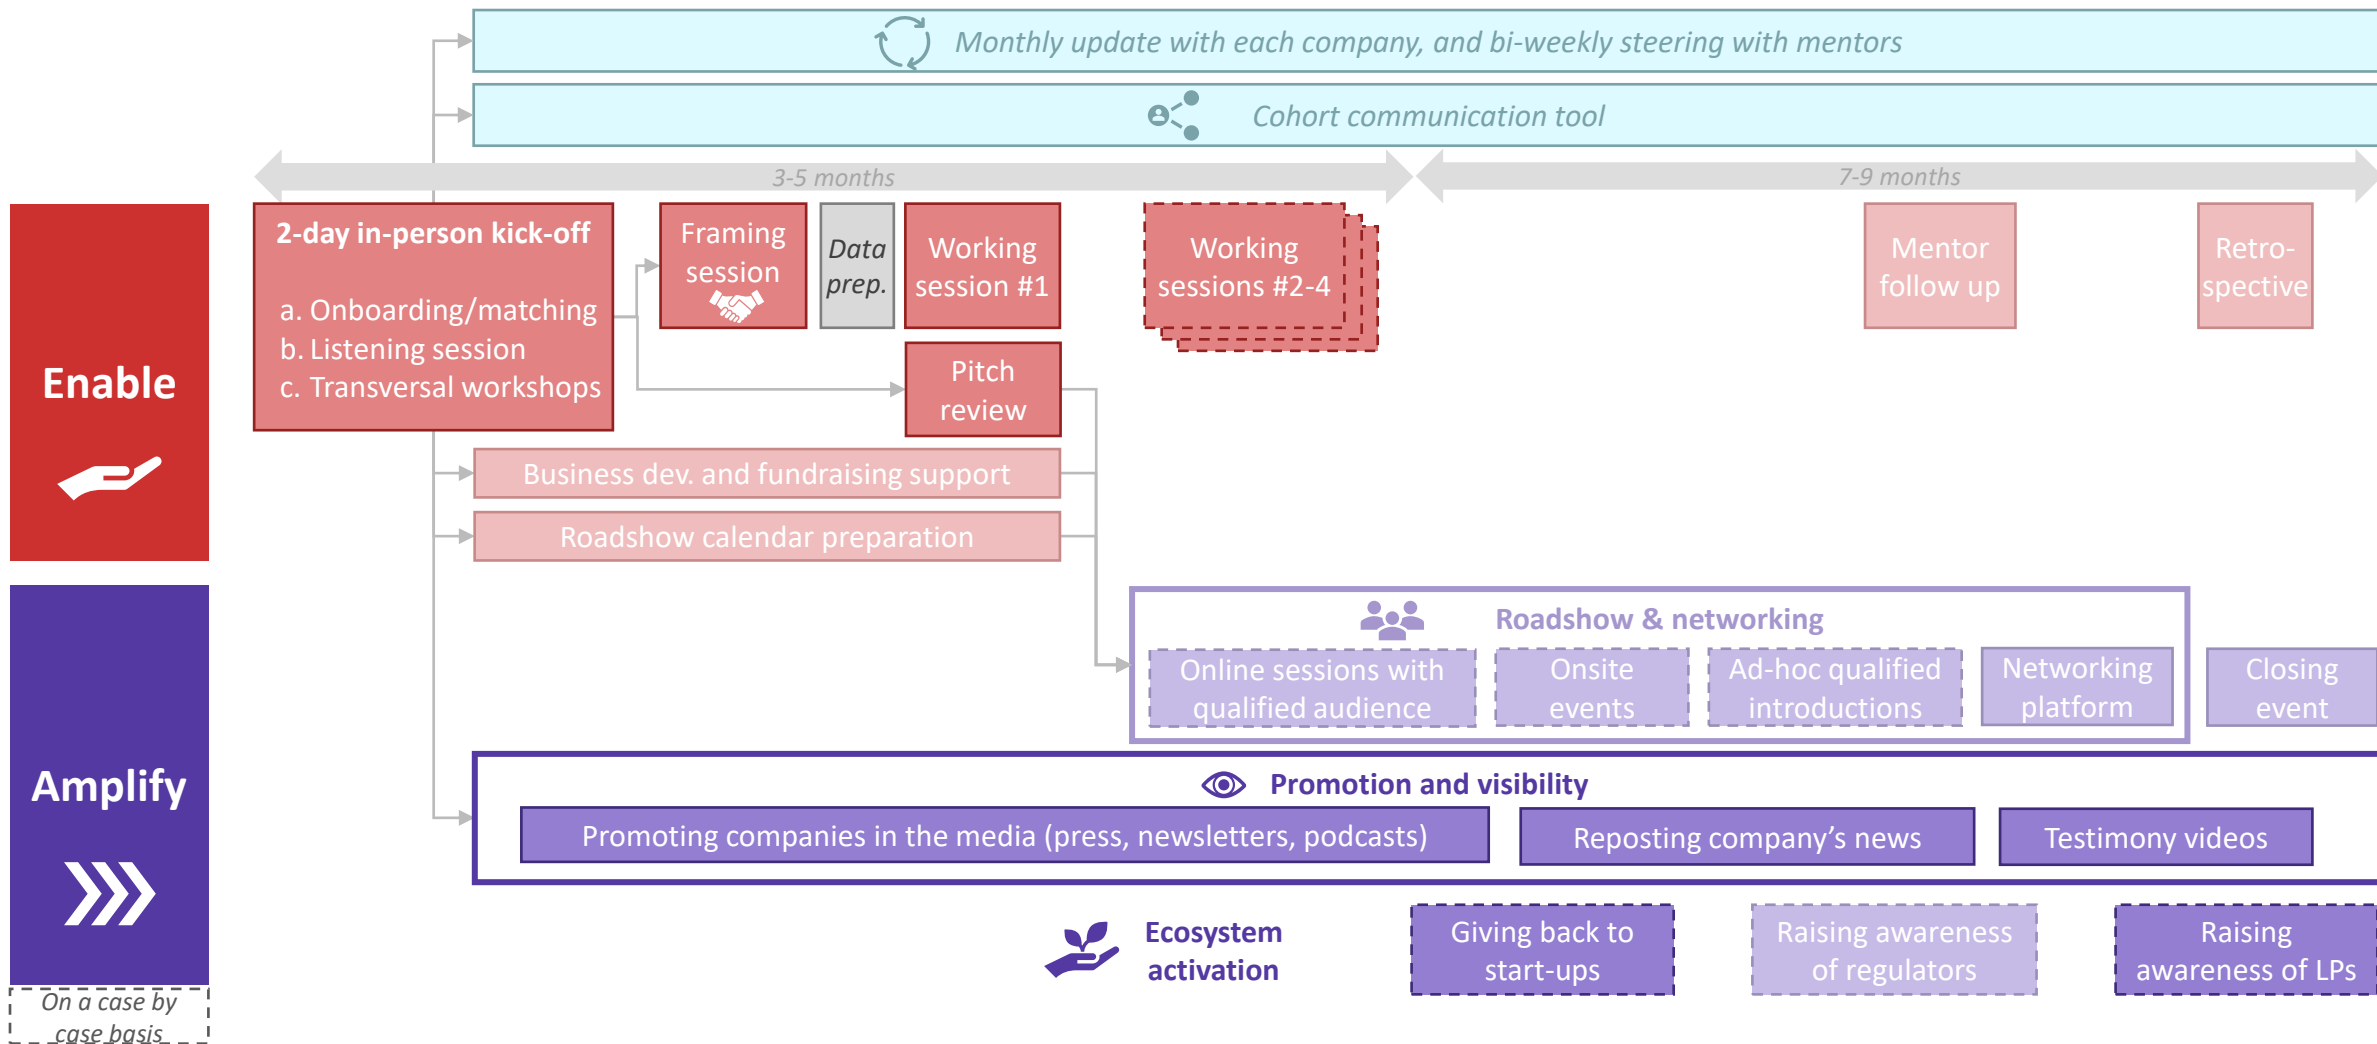 Monthly update with each company, and bi-weekly steering with mentors
Cohort communication tool
3-5 months
7-9 months
Enable
2-day in-person kick-off
a. Onboarding/matching
b. Listening session
c. Transversal workshops
Framing
session
Data
prep.
Working
session #1
Working
sessions #2-4
Mentor
follow up
Retro-
spective
Pitch
review
Business dev. and fundraising support
Roadshow calendar preparation
Amplify
Roadshow & networking
Online sessions with
qualified audience
Onsite
events
Ad-hoc qualified
introductions
Networking
platform
Closing
event
Promotion and visibility
Promoting companies in the media (press, newsletters, podcasts)
Reposting company’s news
Testimony videos
Ecosystem
activation
Giving back to
start-ups
Raising awareness
of regulators
Raising
awareness of LPs
On a case by
case basis